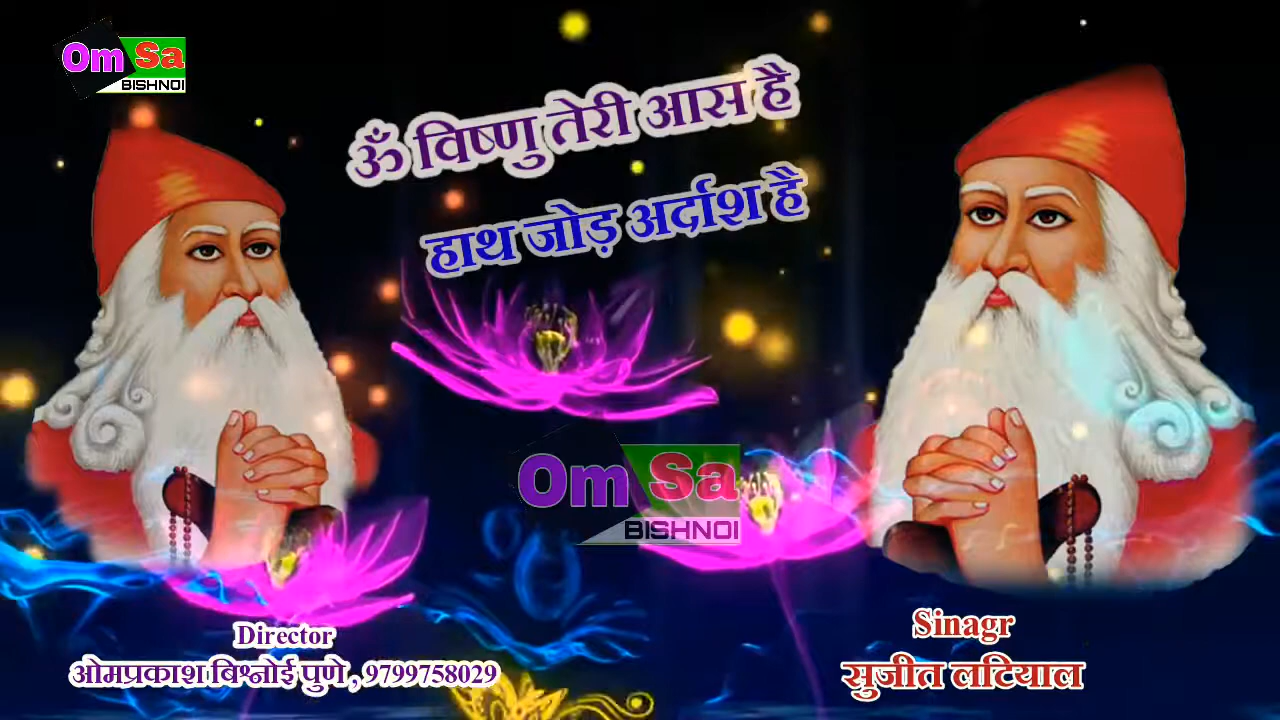 Om Sa
BISHNOI
ॐ विष्णु तेरी आस है
हाथ जोड़ अर्दाश है
Om Sa
BISHNOI
Director
ओमप्रकाश बिश्नोई पुणे , 9799758029
Sinagr
सुजीत लटियाल